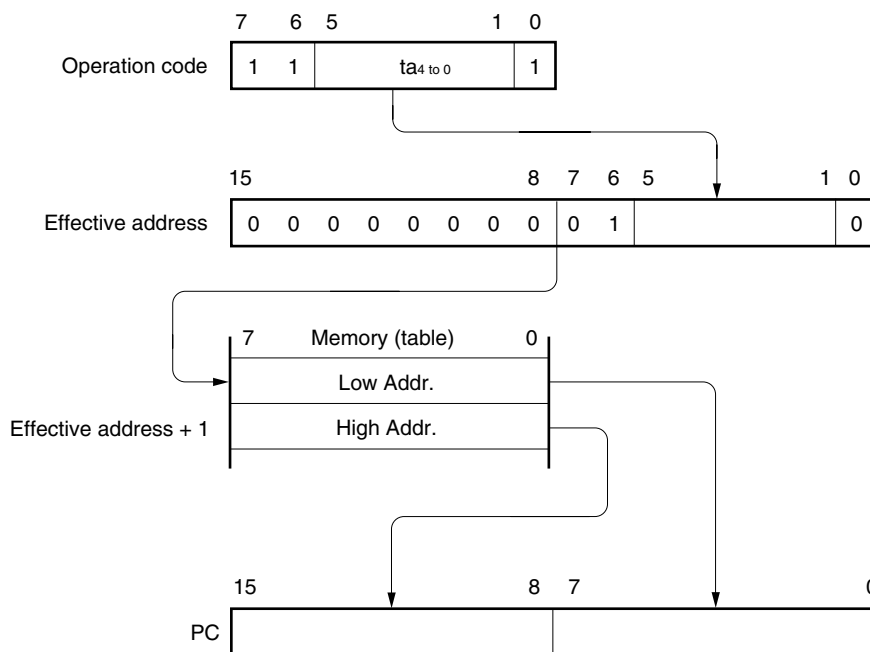 7 6 5 1 0
Operation code 1 1 ta4 to 0 1
15 8 7 6 5 1 0
Effective address 0 0 0 0 0 0 0 0 0 1 0
7 Memory (table) 0
Low Addr.
Effective address + 1 High Addr.
15 8 7 0
PC